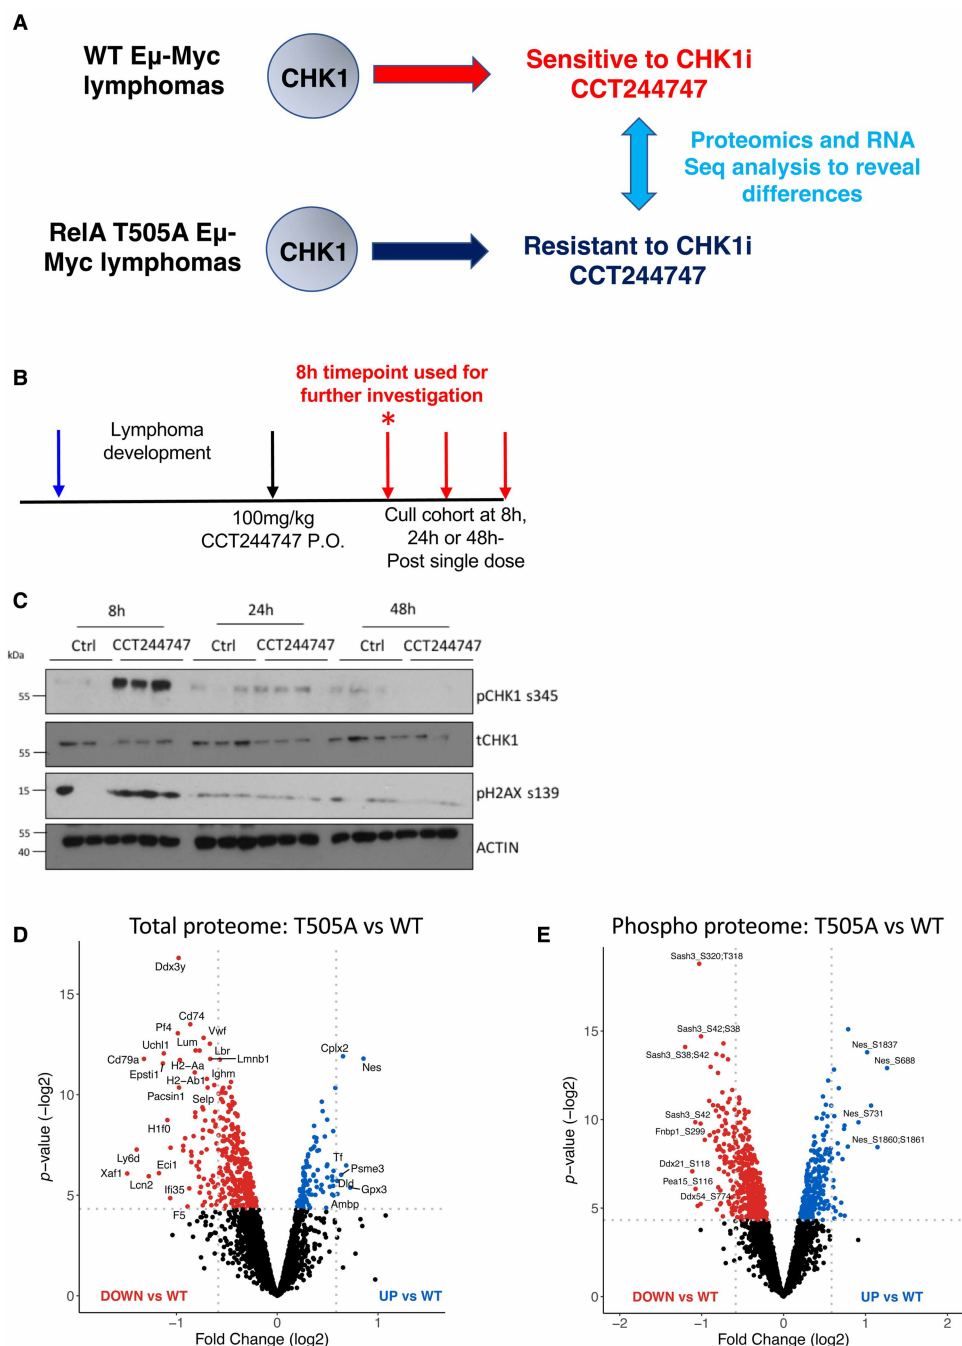 A
WT Eµ-Myc
lymphomas
CHK1
Sensitive to CHK1i
CCT244747
Proteomics and RNA
Seq analysis to reveal
differences
RelA T505A Eµ-
Myc lymphomas
CHK1
Resistant to CHK1i
CCT244747
B
8h timepoint used for
further investigation
*
Lymphoma
development
100mg/kg
CCT244747 P.O.
Cull cohort at 8h,
24h or 48h-
Post single dose
C
8h
24h
48h
Ctrl
CCT244747
Ctrl
CCT244747
Ctrl
CCT244747
kDa
55
pCHK1 s345
55
tCHK1
15
pH2AX s139
55
40
ACTIN
D
Total proteome: T505A vs WT
p-value (−log2)
15
10
5
0
Ddx3y
Cd74
Pf4
Vwf
Uchl1
Lum
Lbr
Cd79a
Lmnb1
Epsti1
H2−Aa
Ighm
H2−Ab1
Pacsin1
Selp
H1f0
Ly6d
Eci1
Xaf1
Lcn2
Ifi35
F5
Cplx2
Nes
Tf
Psme3
Dld
Gpx3
Ambp
DOWN vs WT
UP vs WT
−1
0
1
Fold Change (log2)
E
Phospho proteome: T505A vs WT
p-value (−log2)
15
10
5
0
Sash3_S320;T318
Sash3_S42;S38
Sash3_S38;S42
Sash3_S42
Fnbp1_S299
Ddx21_S118
Pea15_S116
Ddx54_S774
Nes_S1837
Nes_S688
Nes_S731
Nes_S1860;S1861
DOWN vs WT
UP vs WT
−2
−1
0
1
2
Fold Change (log2)